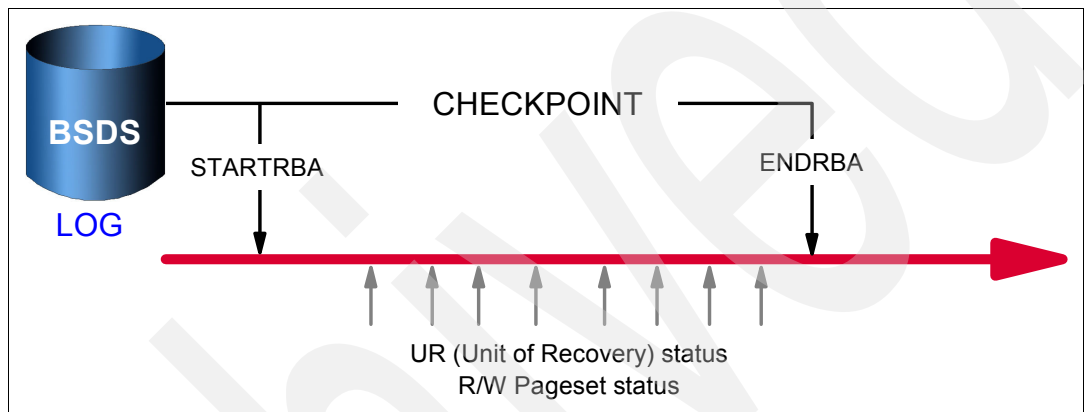 BSDS
LOG
CHECKPOINT
STARTRBA
ENDRBA
UR (Unit of Recovery) status
R/W Pageset status